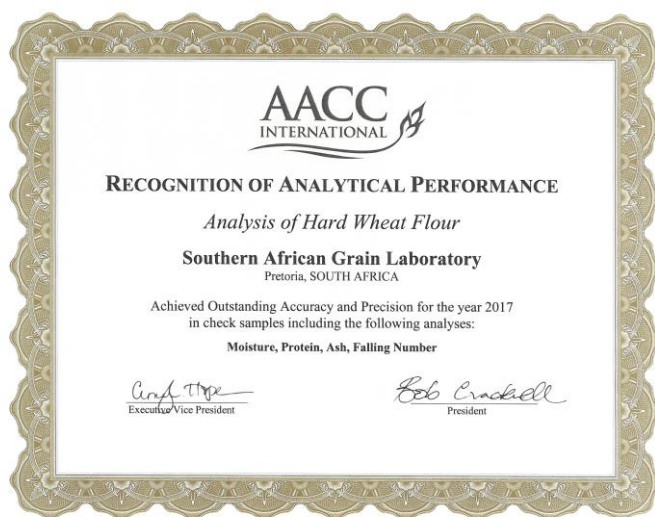 AACC
INTERNATIONAL
RECOGNITION OF ANALYTICAL PERFORMANCE
Analysis of Hard Wheat Flour
Southern African Grain Laboratory
Pretoria, SOUTH AFRICA
Achieved Outstanding Accuracy and Precision for the year 2017
in check samples including the following analyses:
Moisture, Protein, Ash, Falling Number
Bob
Executive Vice President
President